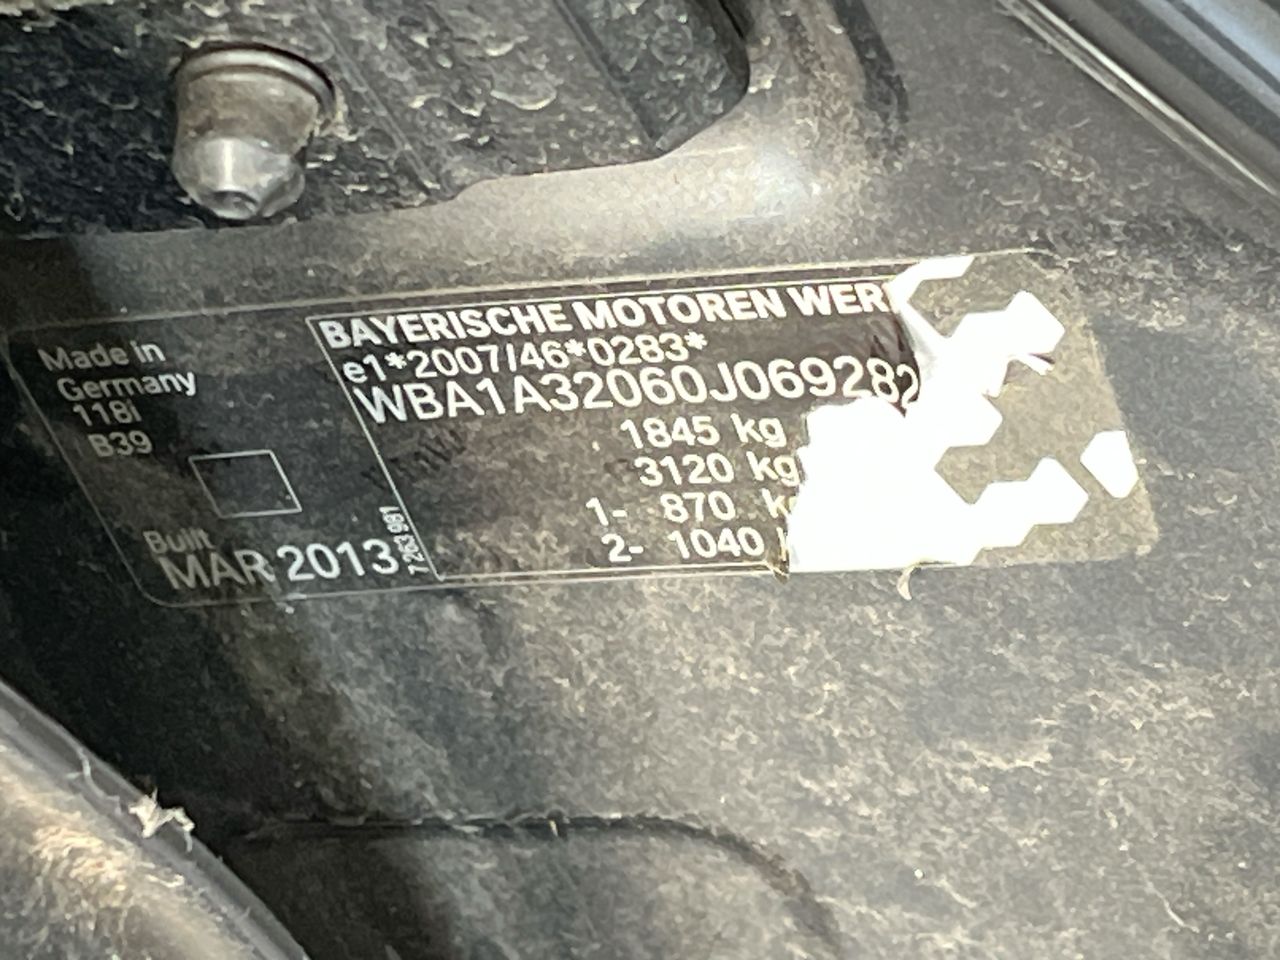 Made in
Germany
118i
B39
Built
MAR 2013
7 263 981
BAYERISCHE MOTOREN WER
e1*2007/46*0283*
WBA1A32060J069282
1845 kg
3120 kg
1- 870 k
2- 1040